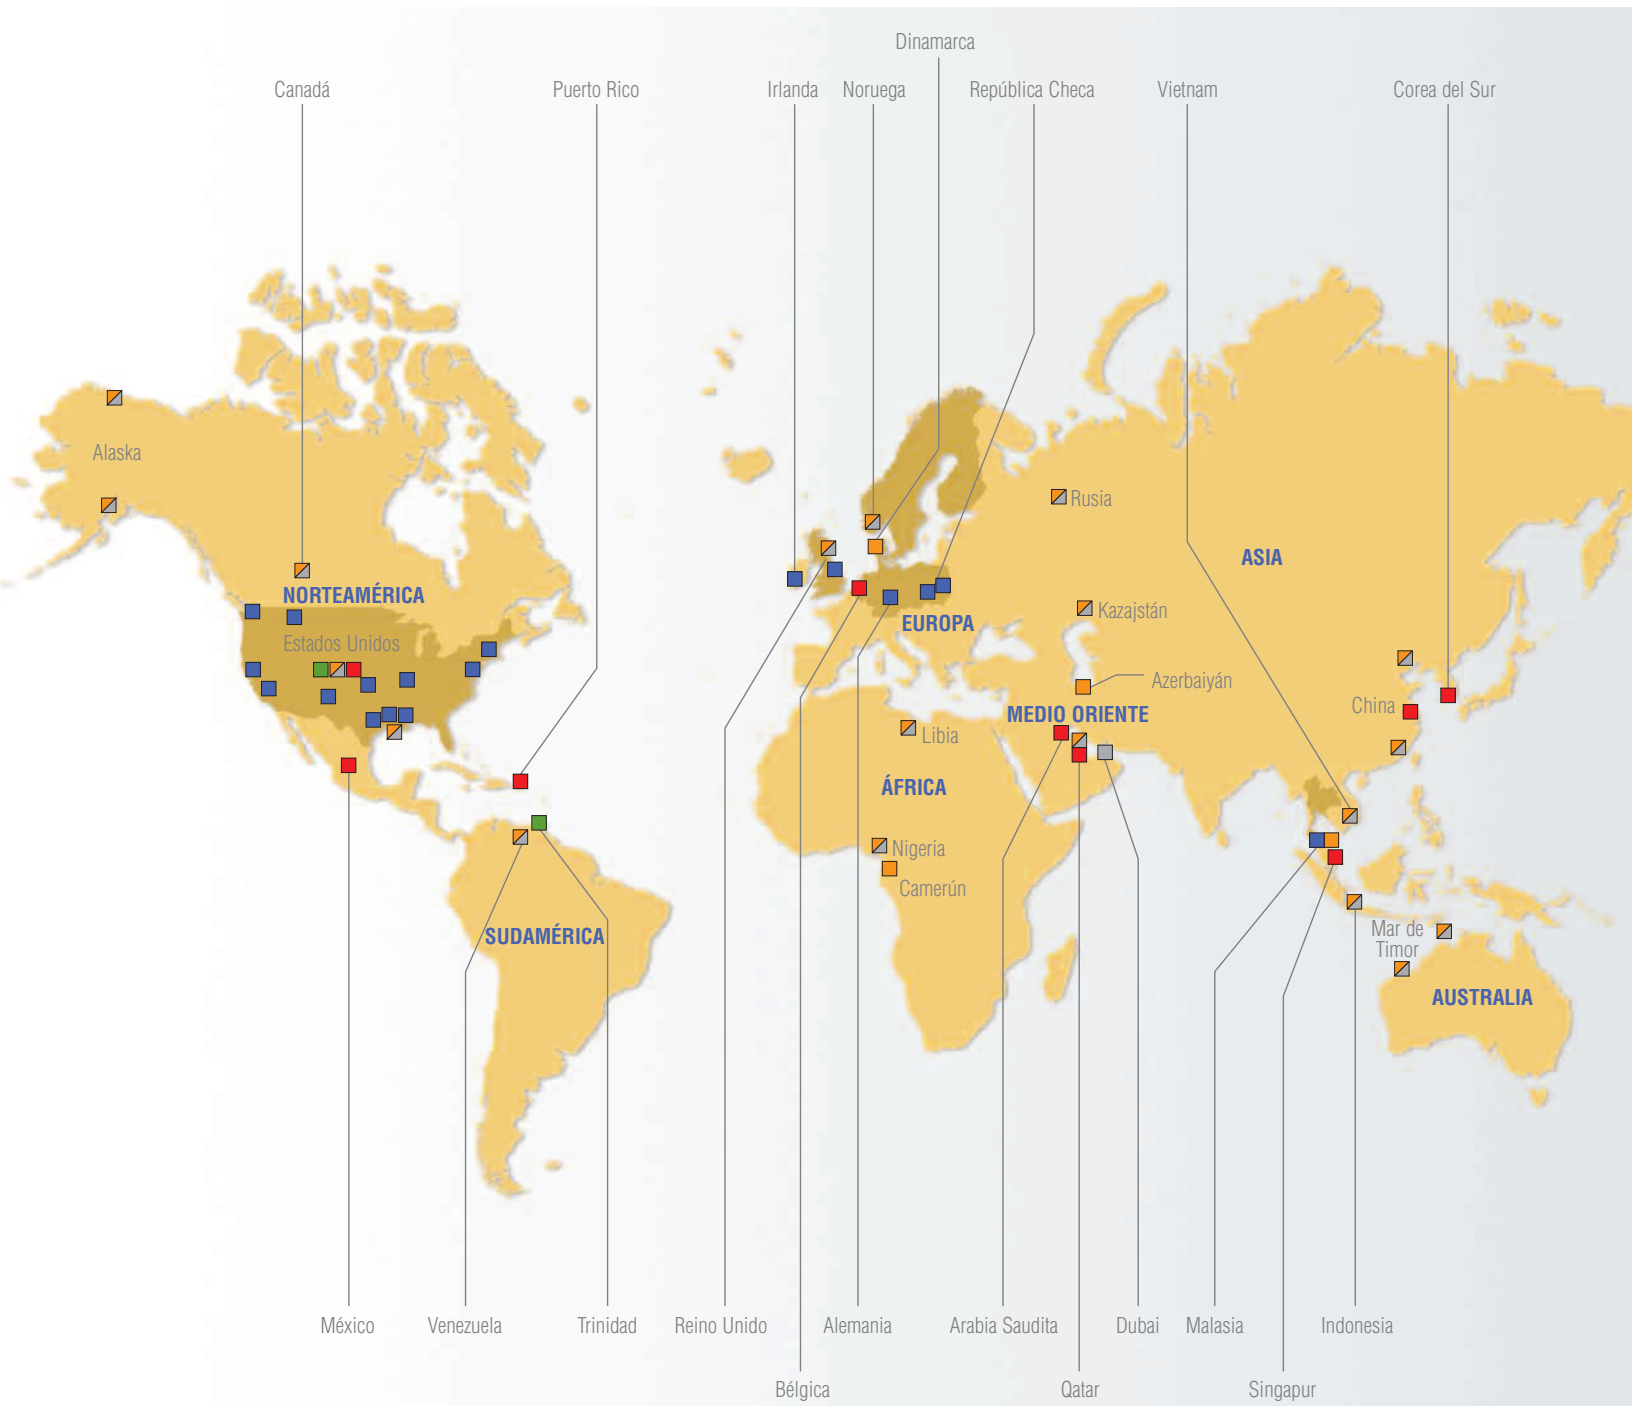 Dinamarca
Canadá
Puerto Rico
Irlanda
Noruega
República Checa
Vietnam
Corea del Sur
Alaska
Rusia
ASIA
NORTEAMÉRICA
Kazajstán
EUROPA
Estados Unidos
Azerbaiyán
China
MEDIO ORIENTE
Libia
ÁFRICA
Nigeria
Camerún
Mar de
Timor
SUDAMÉRICA
AUSTRALIA
México
Venezuela
Trinidad
Reino Unido
Alemania
Arabia Saudita
Dubai
Malasia
Indonesia
Bélgica
Qatar
Singapur